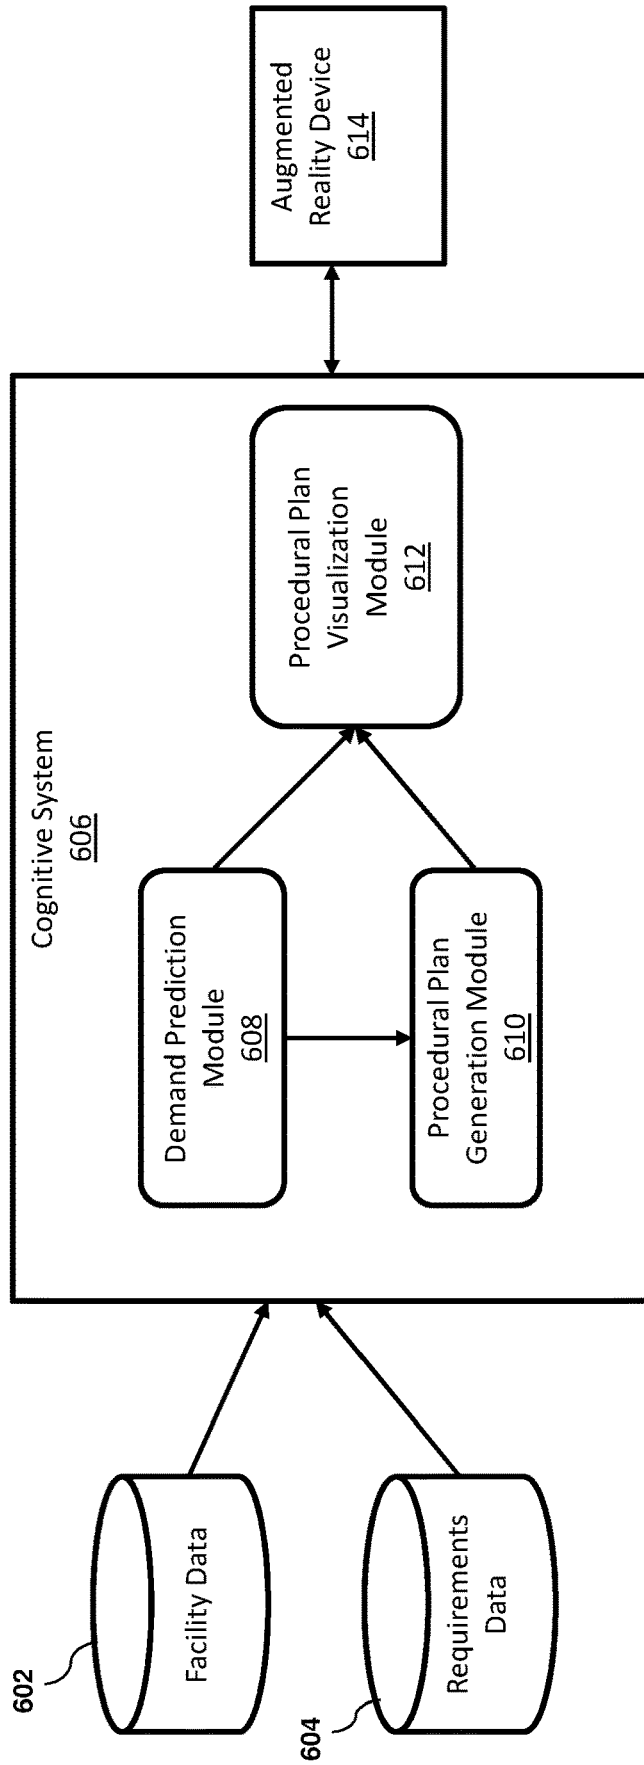 602
Facility Data
604
Requirements
Data
Cognitive System
606
Demand Prediction
Module
608
Procedural Plan
Generation Module
610
Procedural Plan
Visualization
Module
612
Augmented
Reality Device
614